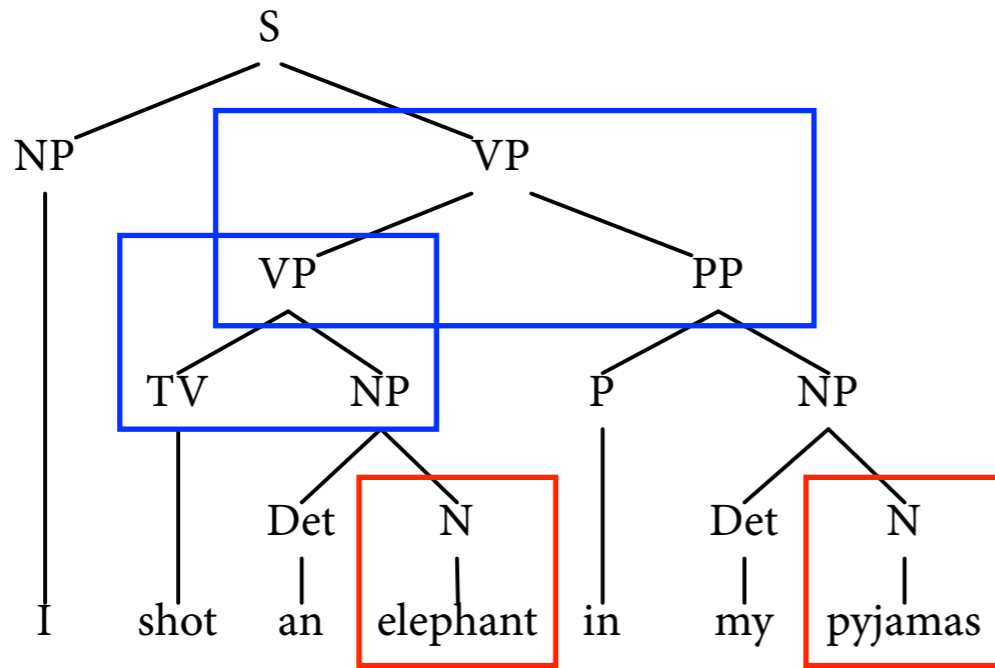 S
NP VP
VP PP
TV NP P NP
Det N Det N
I shot an elephant in my pyjamas